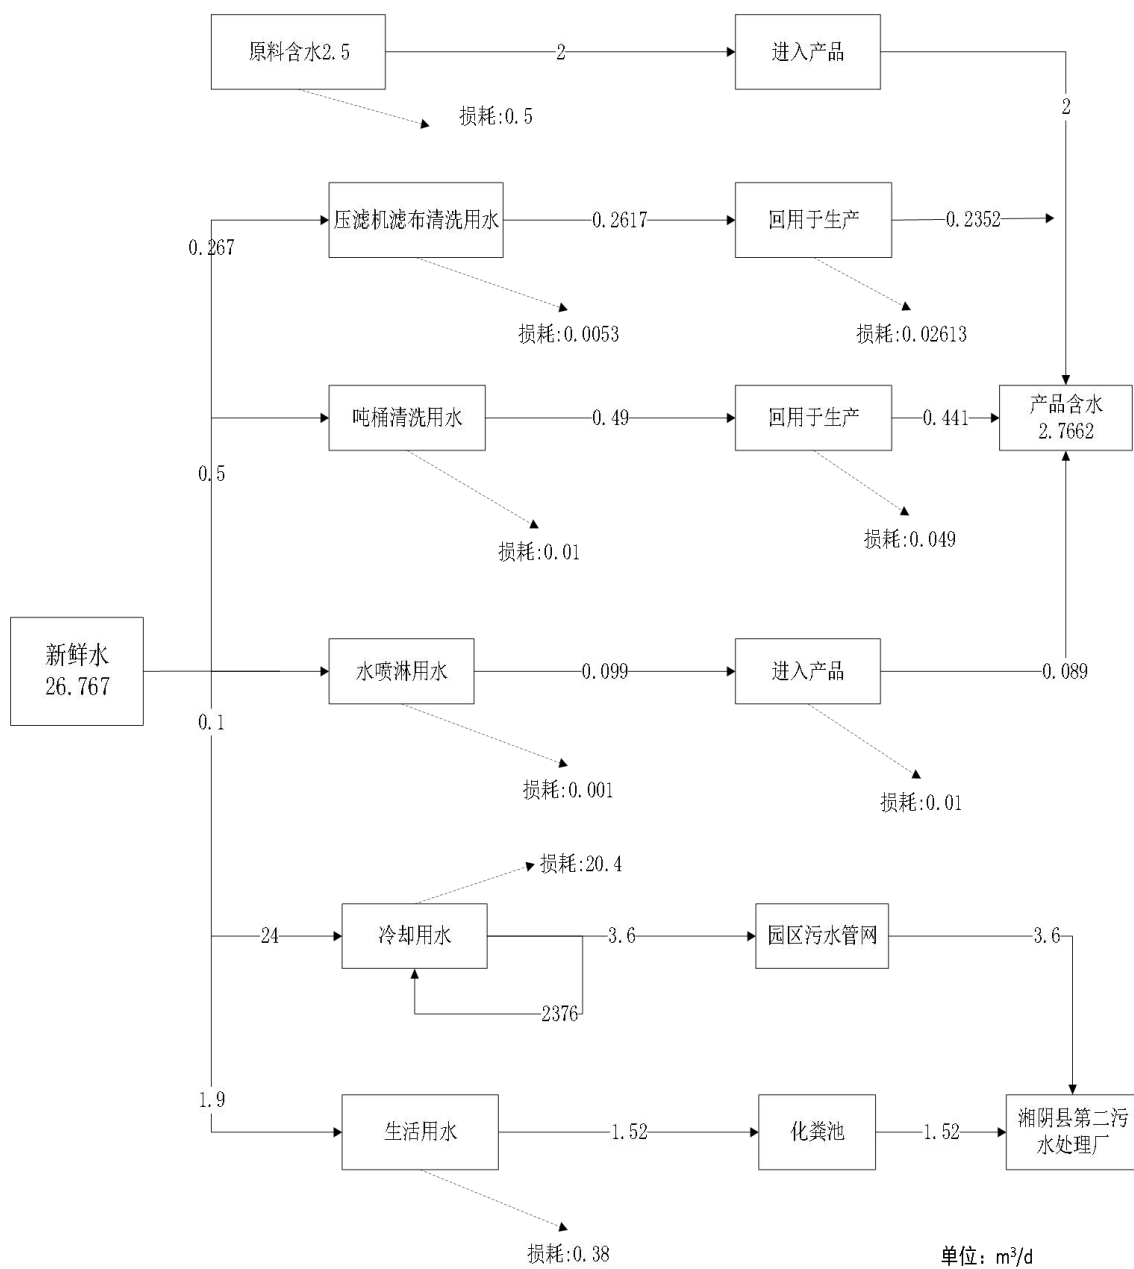 原料含水2.5
2
进入产品
损耗:0.5
2
压滤机滤布清洗用水
0.2617
回用于生产
0.2352
0.267
损耗:0.0053
损耗:0.02613
吨桶清洗用水
0.49
回用于生产
0.441
产品含水
2.7662
0.5
损耗:0.01
损耗:0.049
新鲜水
26.767
水喷淋用水
0.099
进入产品
0.089
0.1
损耗:0.001
损耗:0.01
损耗:20.4
24
冷却用水
3.6
园区污水管网
3.6
2376
1.9
生活用水
1.52
化粪池
1.52
湘阴县第二污
水处理厂
损耗:0.38
单位：m³/d